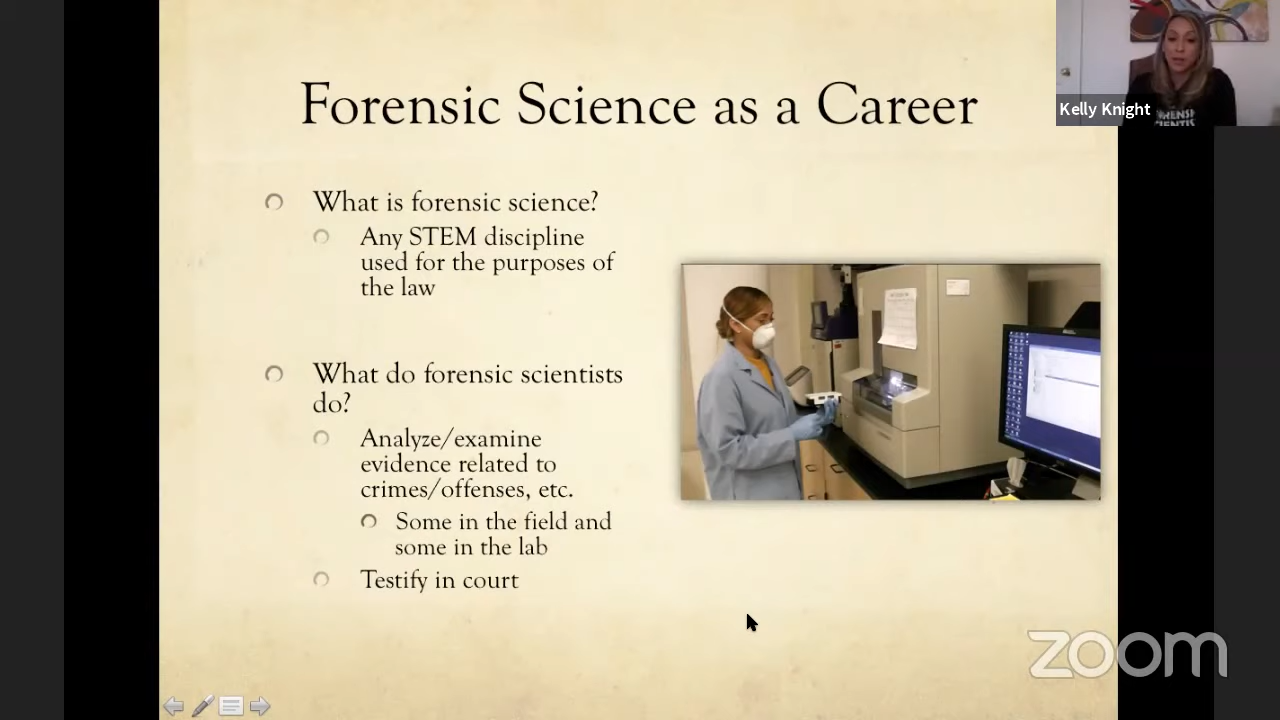 Forensic Science as a Career
Kelly Knight
What is forensic science?
Any STEM discipline
used for the purposes of
the law
What do forensic scientists
do?
Analyze/examine
evidence related to
crimes/offenses, etc.
Some in the field and
some in the lab
Testify in court
zoom